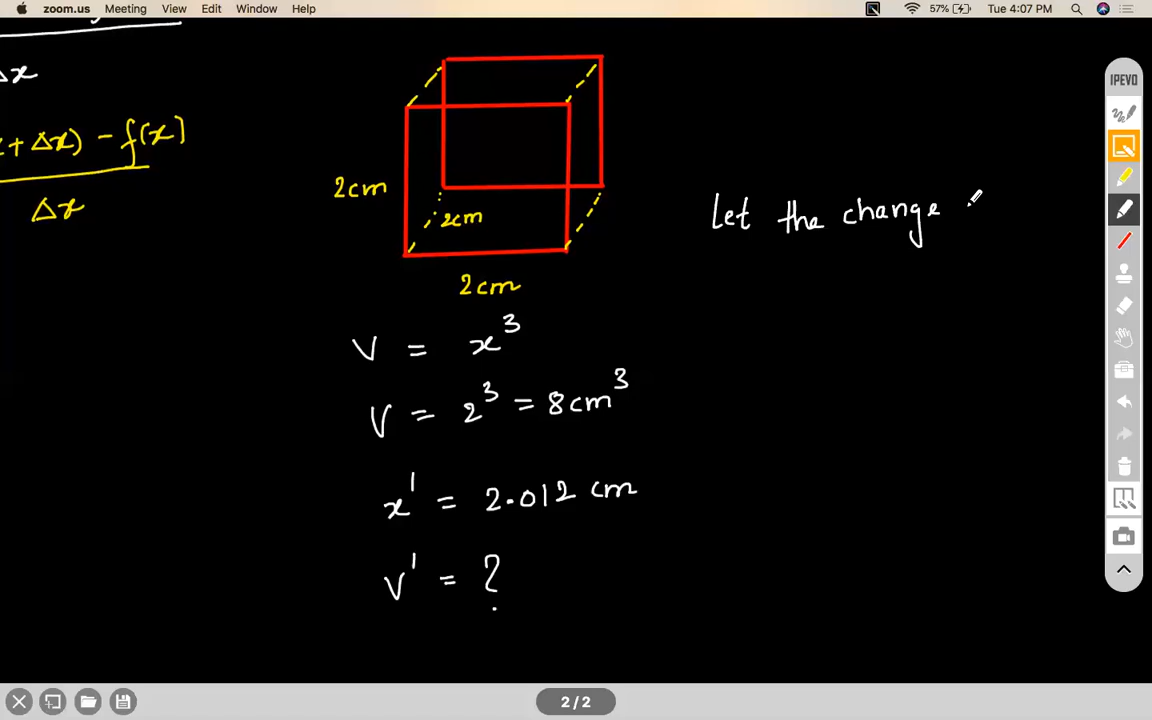 zoom.us Meeting View Edit Window Help 57% Tue 4:07 PM
Δx
x + Δx) - f(x)
Δx
2cm
2cm
2cm
V = x³
V = 2³ = 8cm³
x' = 2.012 cm
V' = ?
Let the change
IPEVO
2/2